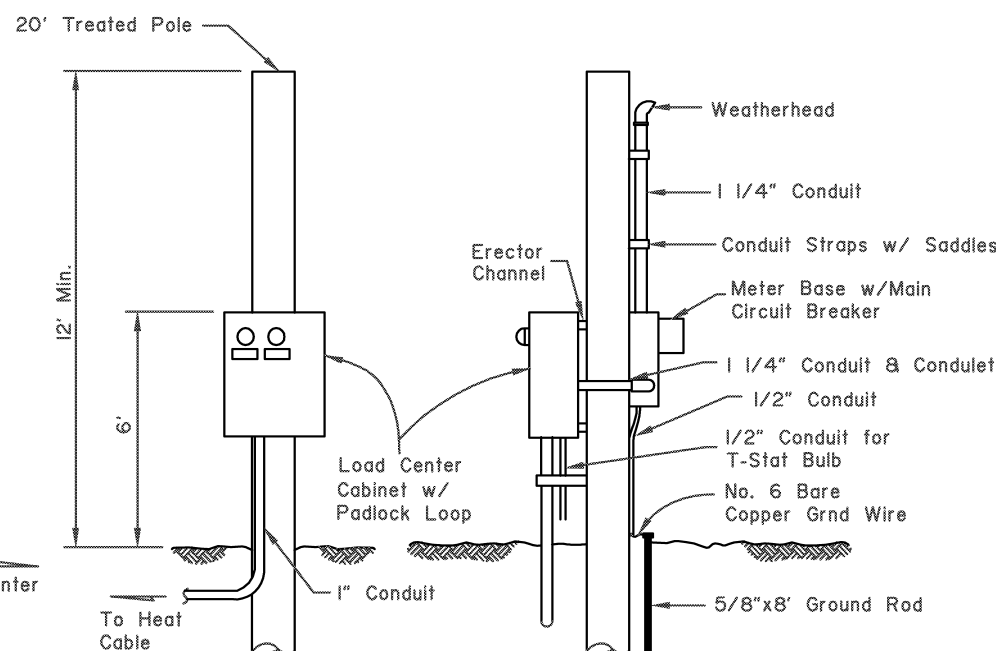 20' Treated Pole
Weatherhead
1 1/4" Conduit
Erector
Channel
Conduit Straps w/ Saddles
12' Min.
Meter Base w/Main
Circuit Breaker
1 1/4" Conduit & Condulet
6'
1/2" Conduit
1/2" Conduit for
T-Stat Bulb
Load Center
Cabinet w/
Padlock Loop
No. 6 Bare
Copper Grnd Wire
nter
1" Conduit
5/8"x8' Ground Rod
To Heat
Cable